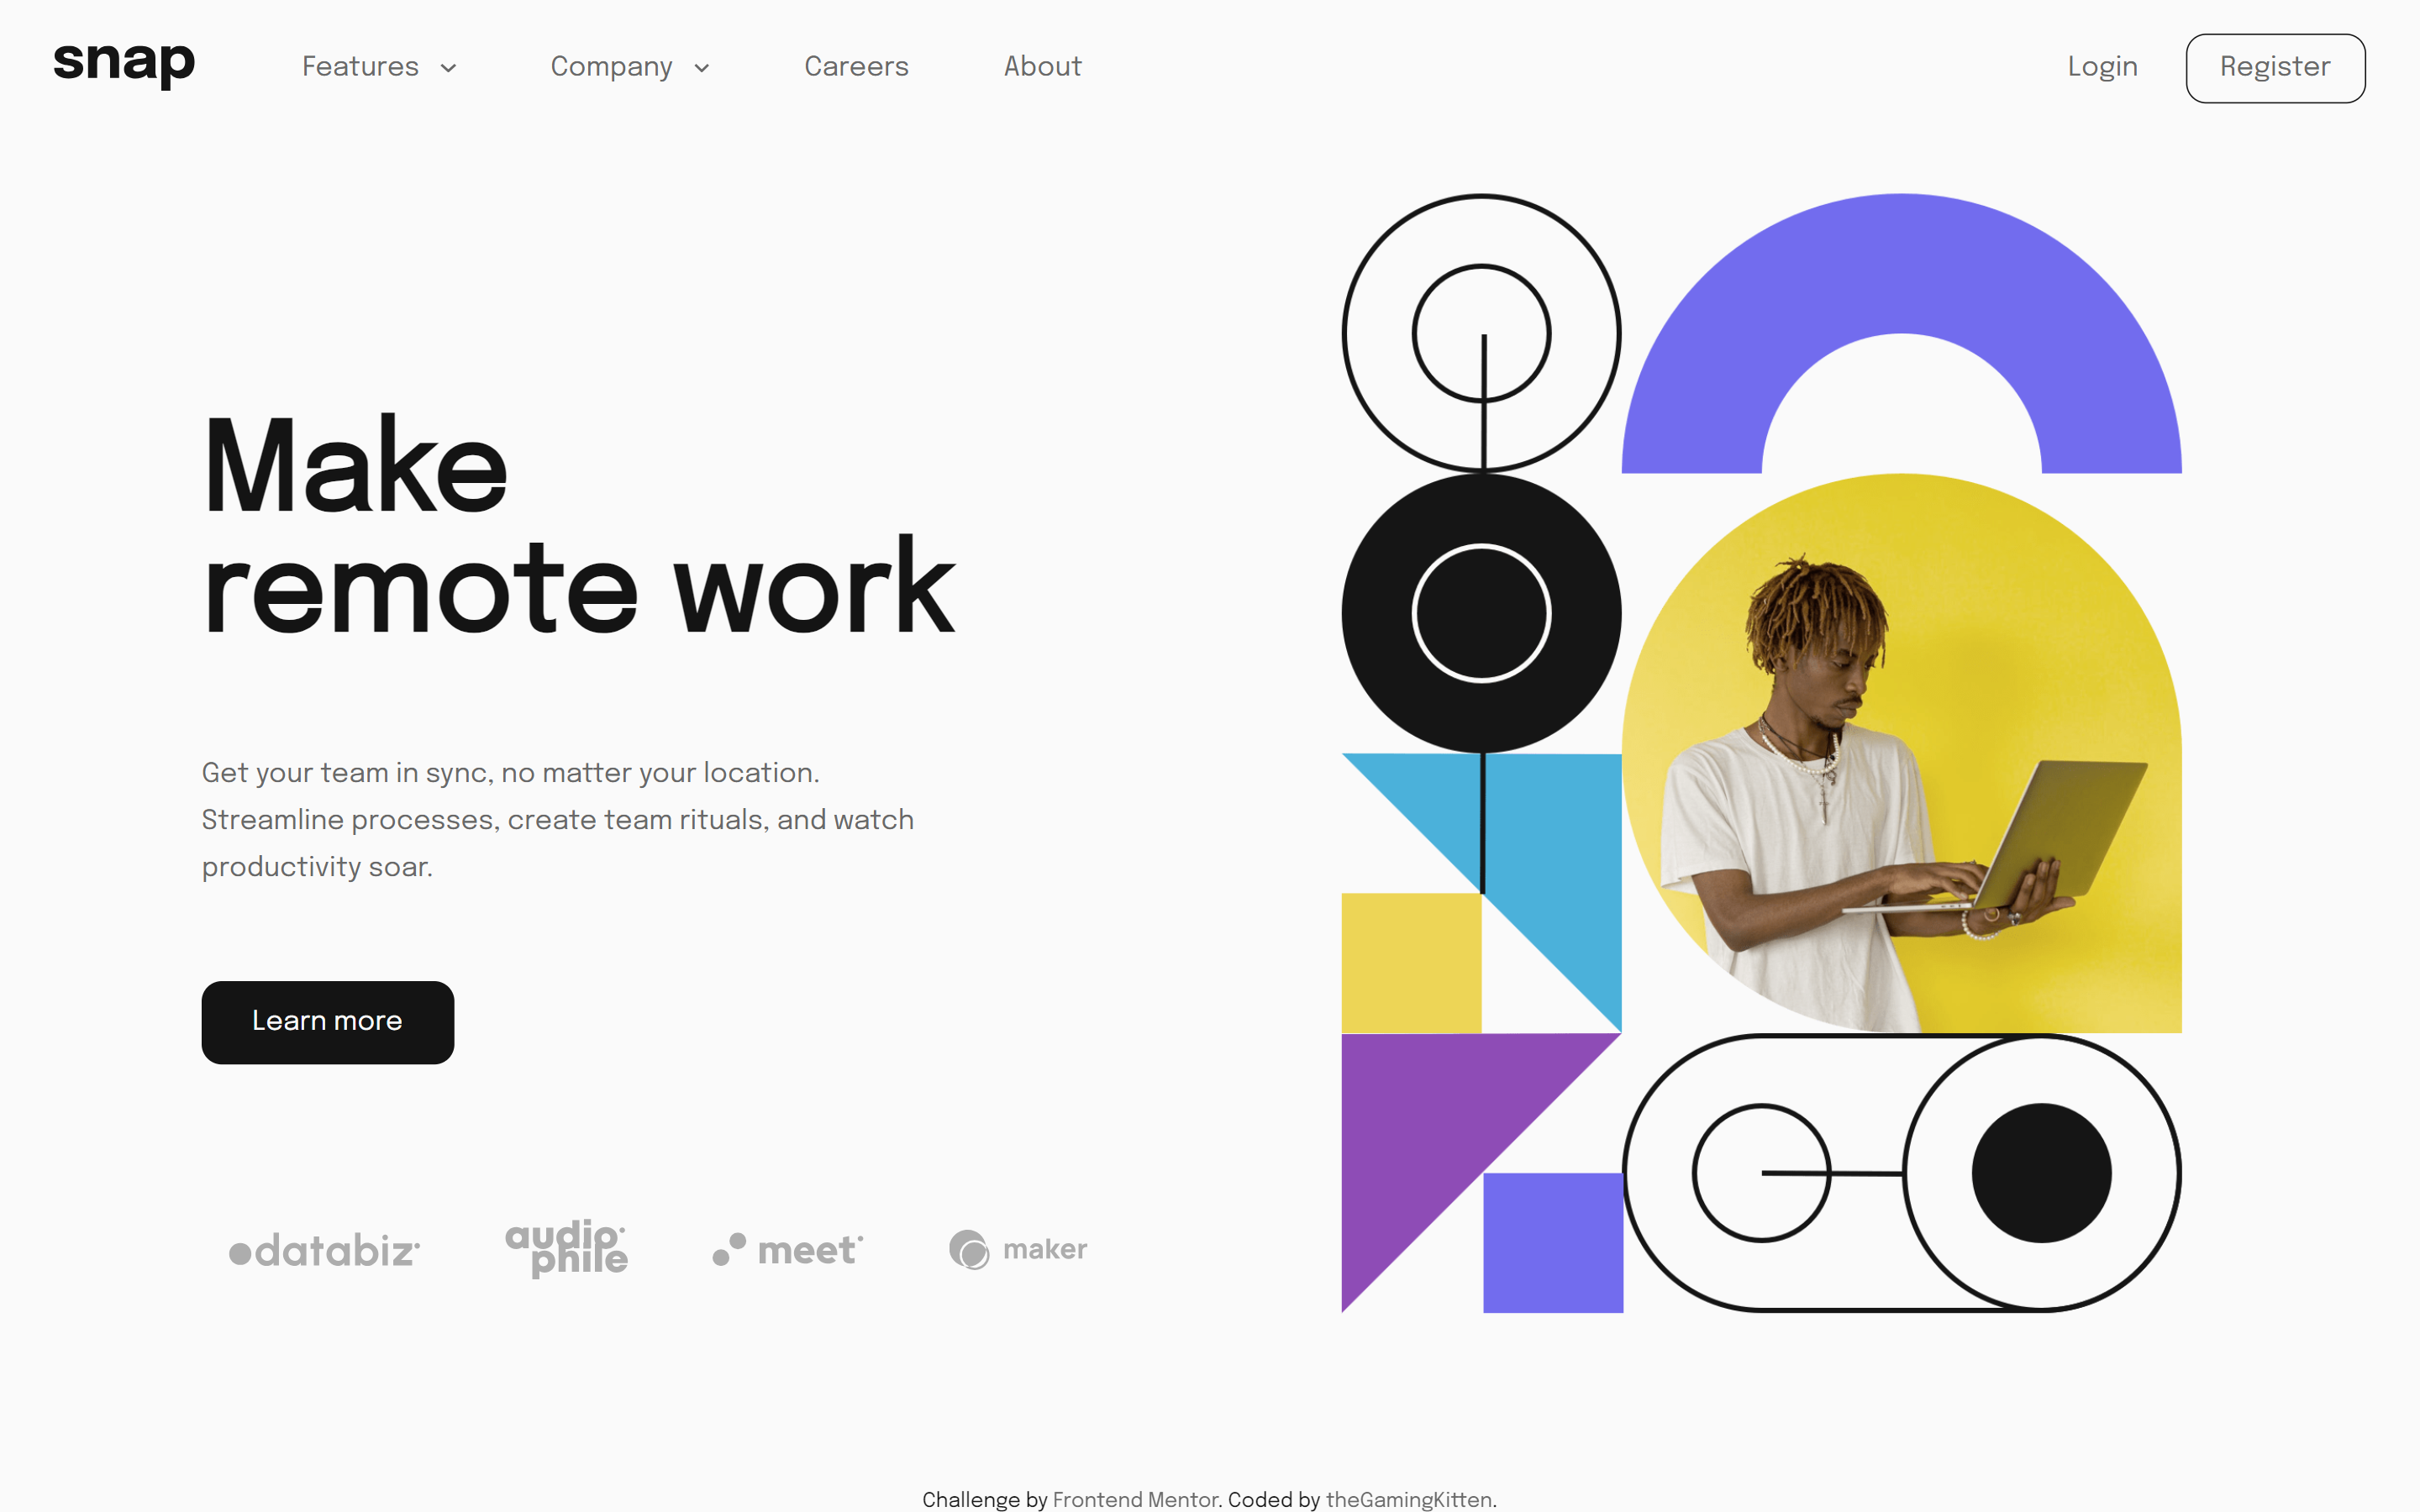 snap
Features
Company
Careers
About
Login
Register
Make
remote work
Get your team in sync, no matter your location.
Streamline processes, create team rituals, and watch
productivity soar.
Learn more
databiz
audio
phile
meet
maker
Challenge by Frontend Mentor. Coded by theGamingKitten.